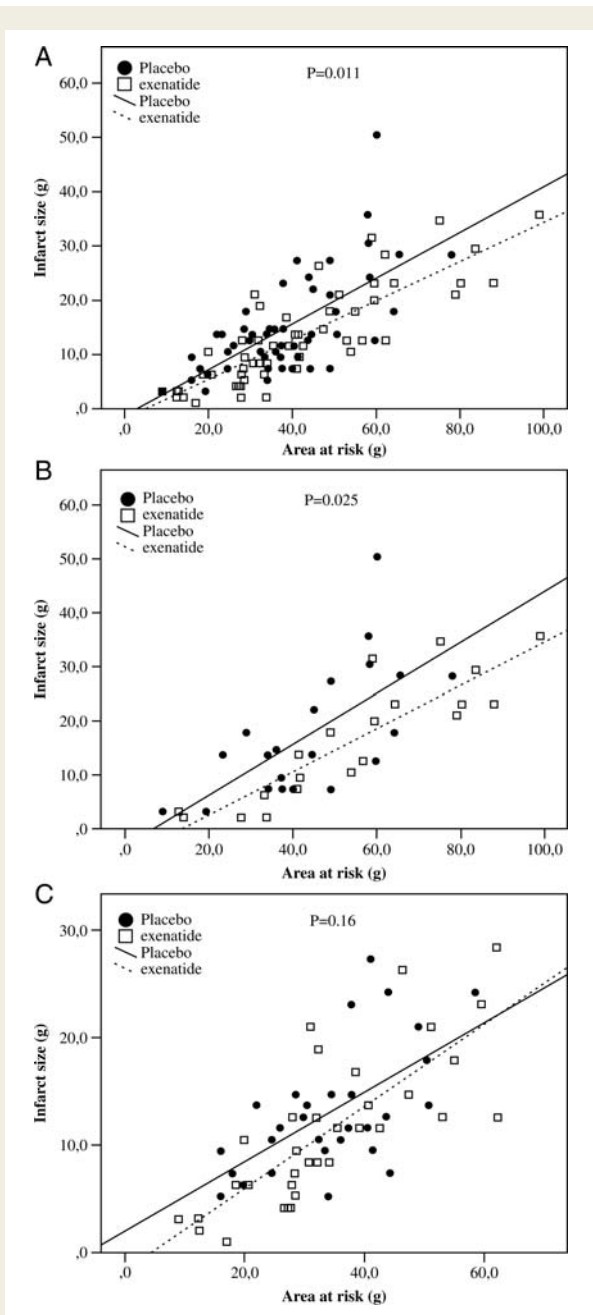 A
Placebo
exenatide
Placebo
exenatide
P=0.011
Infarct size (g)
60,0
50,0
40,0
30,0
20,0
10,0
,0
,0 20,0 40,0 60,0 80,0 100,0
Area at risk (g)
B
Placebo
exenatide
Placebo
exenatide
P=0.025
Infarct size (g)
60,0
50,0
40,0
30,0
20,0
10,0
,0
,0 20,0 40,0 60,0 80,0 100,0
Area at risk (g)
C
Placebo
exenatide
Placebo
exenatide
P=0.16
Infarct size (g)
30,0
20,0
10,0
,0
,0 20,0 40,0 60,0
Area at risk (g)